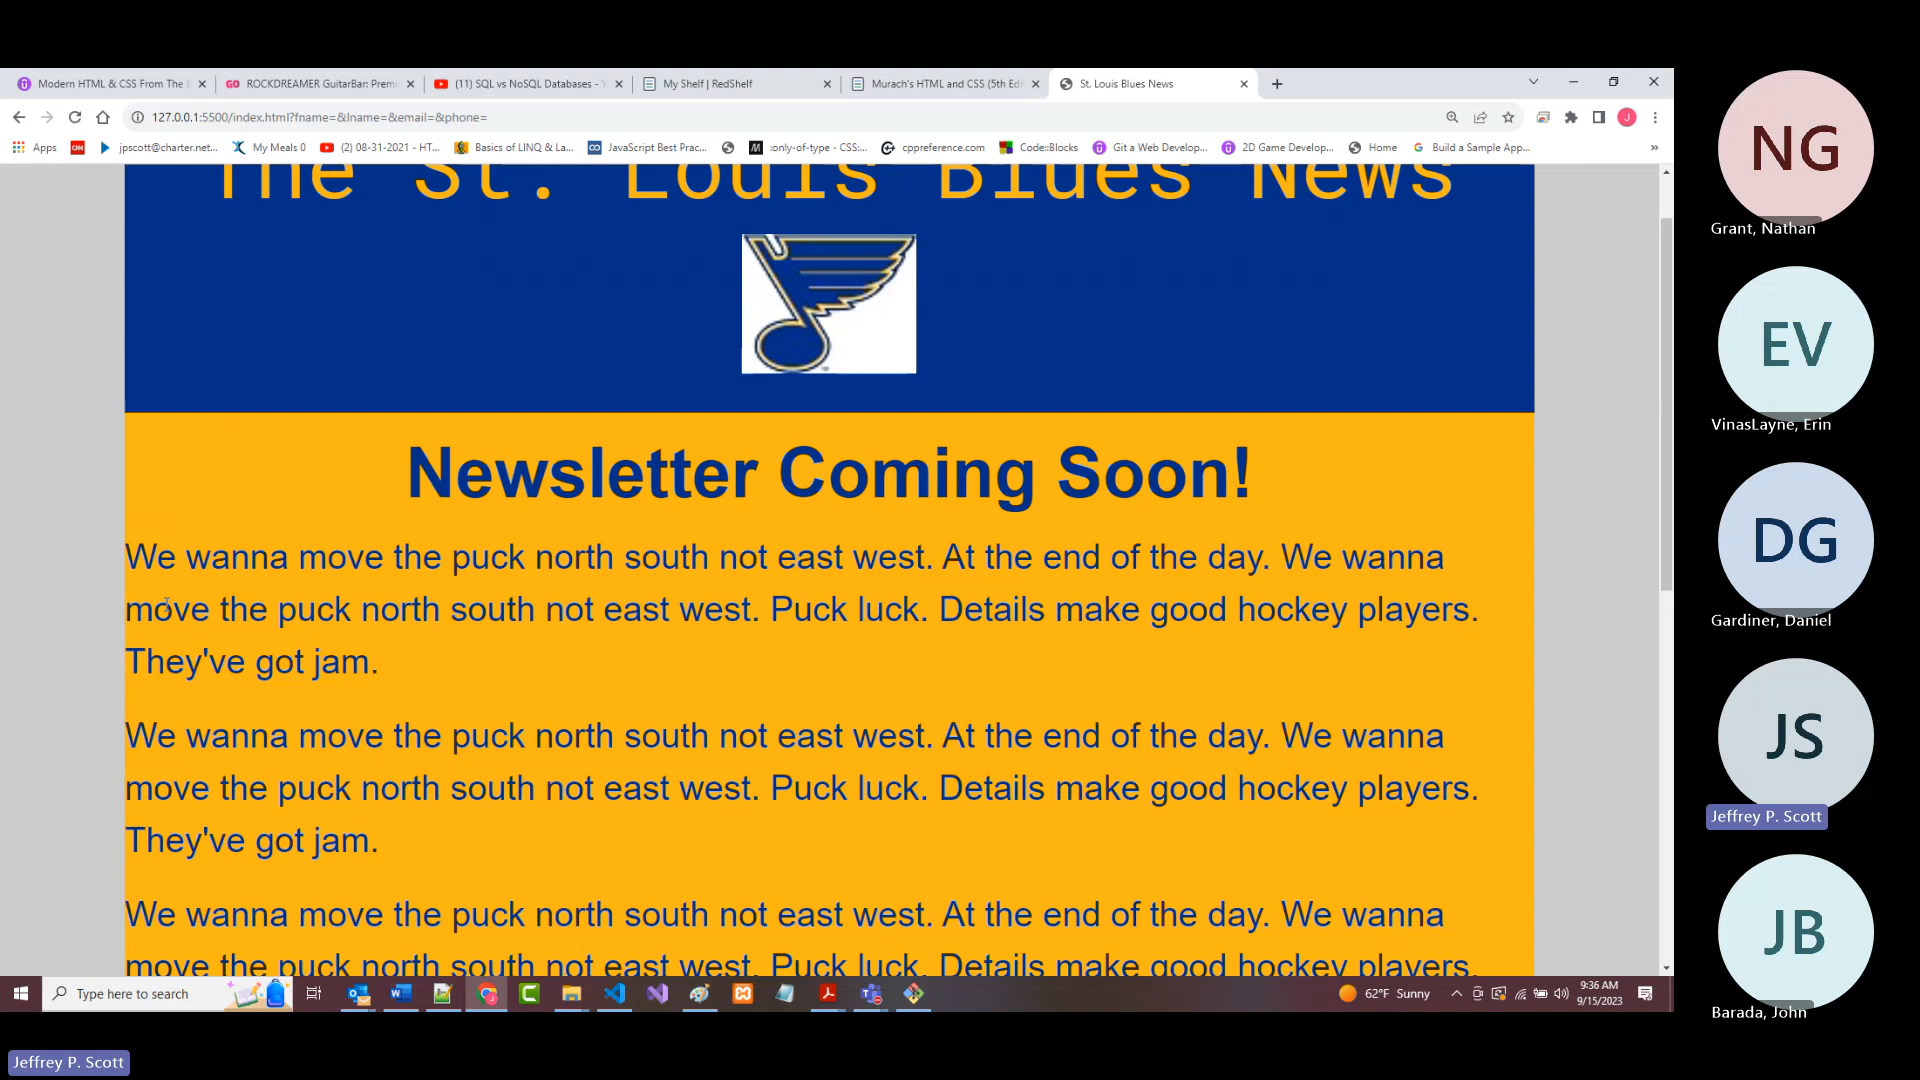 Modern HTML & CSS From The B
ROCKDREAMER GuitarBar: Premi
(11) SQL vs NoSQL Databases - Y
My Shelf | RedShelf
Murach's HTML and CSS (5th Edi
St. Louis Blues News
127.0.0.1:5500/index.html?fname=&lname=&email=&phone=
Apps
CNN
jpscott@charter.net...
My Meals 0
(2) 08-31-2021 - HT...
Basics of LINQ & La...
JavaScript Best Prac...
:only-of-type - CSS:...
cppreference.com
Code::Blocks
Git a Web Develop...
2D Game Develop...
Home
Build a Sample App...
The St. Louis Blues News
Newsletter Coming Soon!
We wanna move the puck north south not east west. At the end of the day. We wanna
move the puck north south not east west. Puck luck. Details make good hockey players.
They've got jam.
We wanna move the puck north south not east west. At the end of the day. We wanna
move the puck north south not east west. Puck luck. Details make good hockey players.
They've got jam.
We wanna move the puck north south not east west. At the end of the day. We wanna
move the puck north south not east west. Puck luck. Details make good hockey players.
Type here to search
62°F Sunny
9:36 AM
9/15/2023
NG
Grant, Nathan
EV
VinasLayne, Erin
DG
Gardiner, Daniel
JS
Jeffrey P. Scott
JB
Barada, John
Jeffrey P. Scott